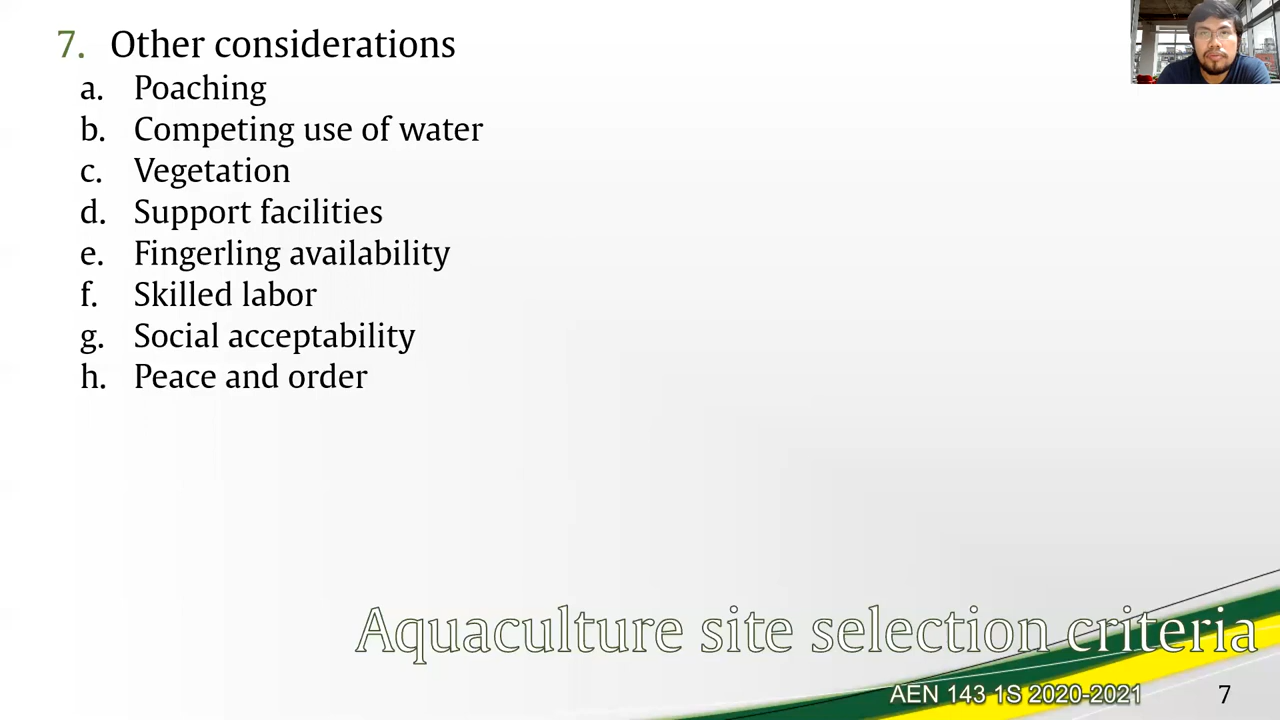 7. Other considerations
a. Poaching
b. Competing use of water
c. Vegetation
d. Support facilities
e. Fingerling availability
f. Skilled labor
g. Social acceptability
h. Peace and order
Aquaculture site selection criteria
AEN 143 1S 2020-2021
7